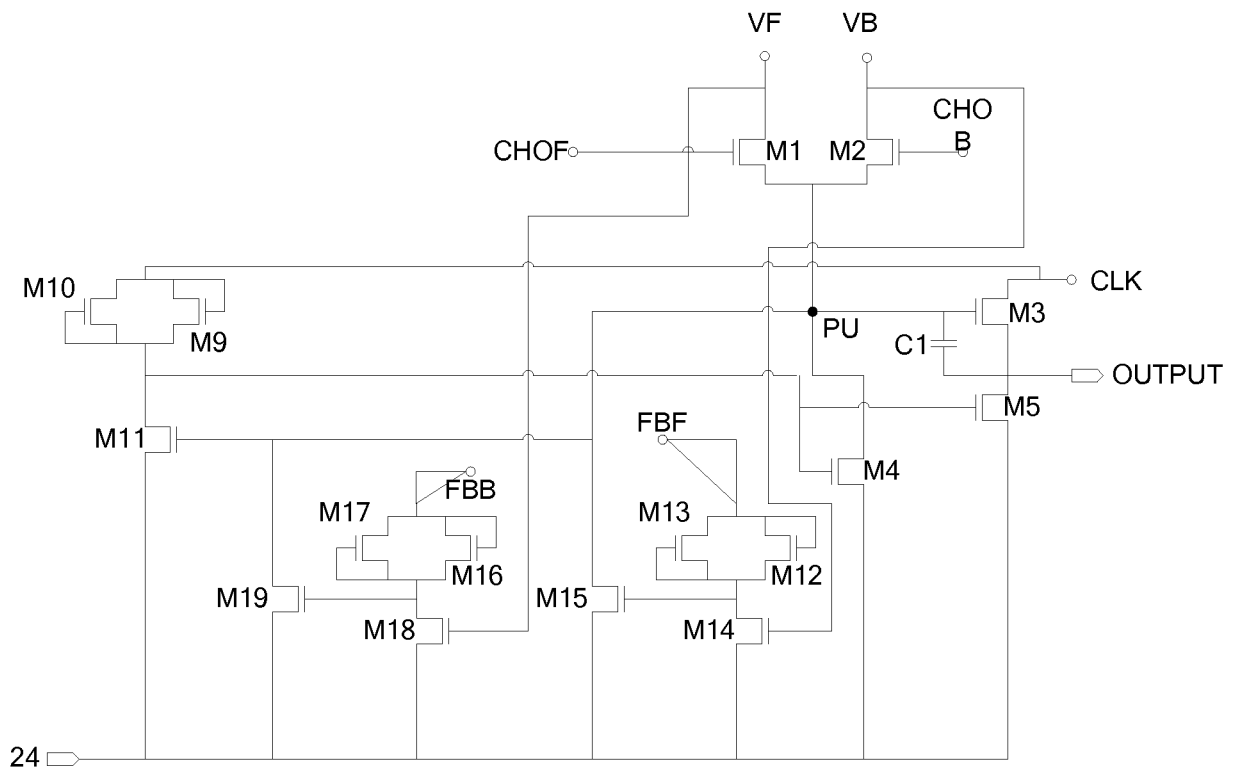 VF VB
CHO
CHOF M1 M2 B
M10 CLK
M9 PU C1 M3
OUTPUT
M11 FBF M5
FBB M4
M17 M13
M16 M12
M19 M15
M18 M14
24